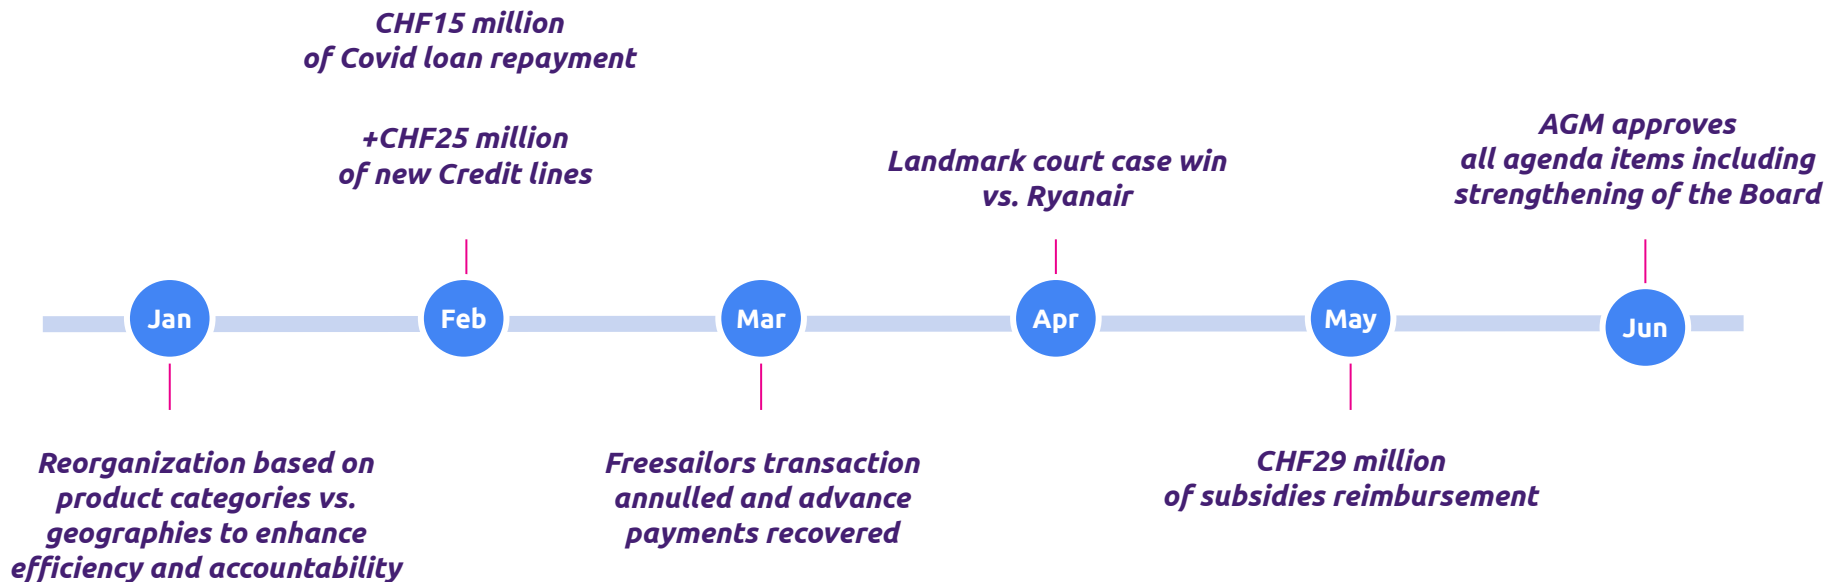 CHF15 million
of Covid loan repayment
+CHF25 million
of new Credit lines
Landmark court case win
vs. Ryanair
AGM approves
all agenda items including
strengthening of the Board
Jan
Feb
Mar
Apr
May
Jun
Reorganization based on
product categories vs.
geographies to enhance
efficiency and accountability
Freesailors transaction
annulled and advance
payments recovered
CHF29 million
of subsidies reimbursement